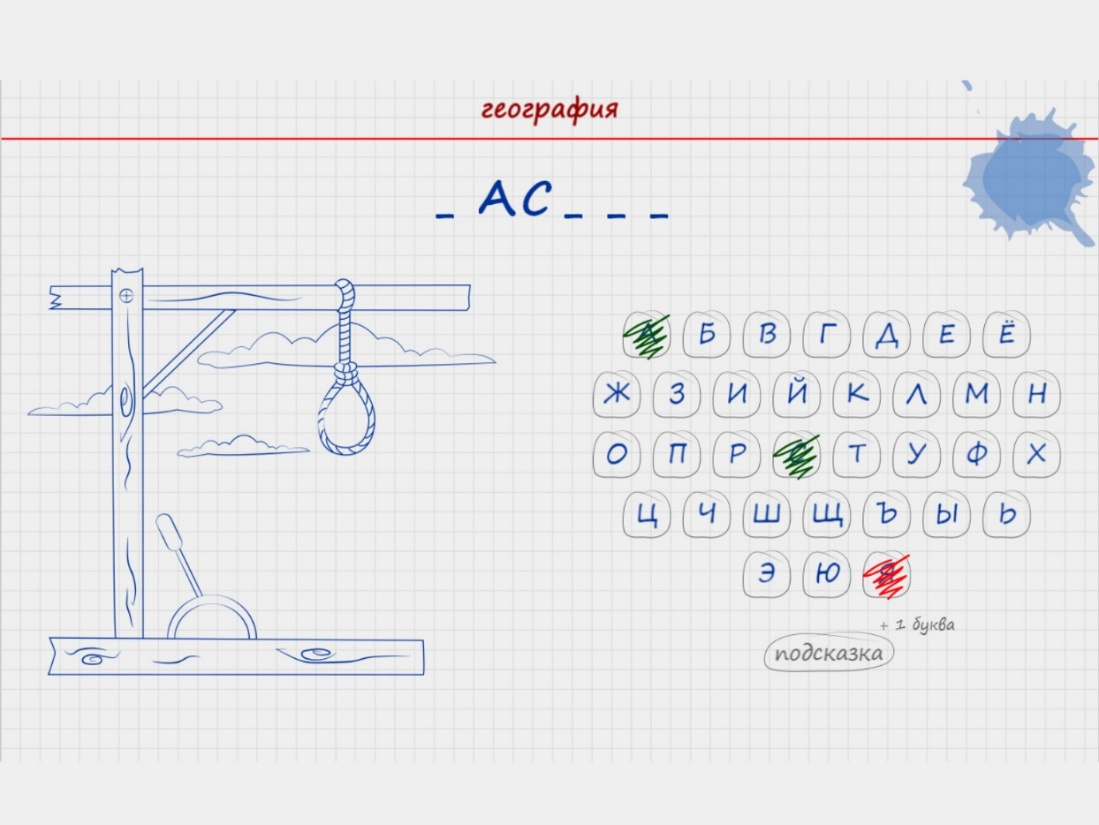 география
_ АС _ _ _
А Б В Г Д Е Ё
Ж З И Й К Л М Н
О П Р С Т У Ф Х
Ц Ч Ш Щ Ъ Ы Ь
Э Ю Я
+ 1 буква
подсказка